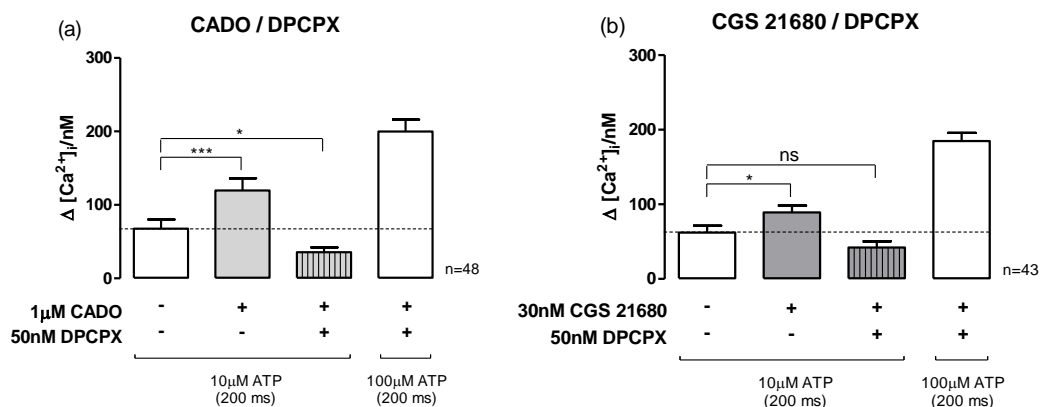 (a)
CADO / DPCPX
300
200
100
0
Δ [Ca²⁺]ᵢ/nM
*
***
n=48
1μM CADO - + + +
50nM DPCPX - - + +
10μM ATP
(200 ms)
100μM ATP
(200 ms)
(b)
CGS 21680 / DPCPX
300
200
100
0
Δ [Ca²⁺]ᵢ/nM
ns
*
n=43
30nM CGS 21680 - + + +
50nM DPCPX - - + +
10μM ATP
(200 ms)
100μM ATP
(200 ms)